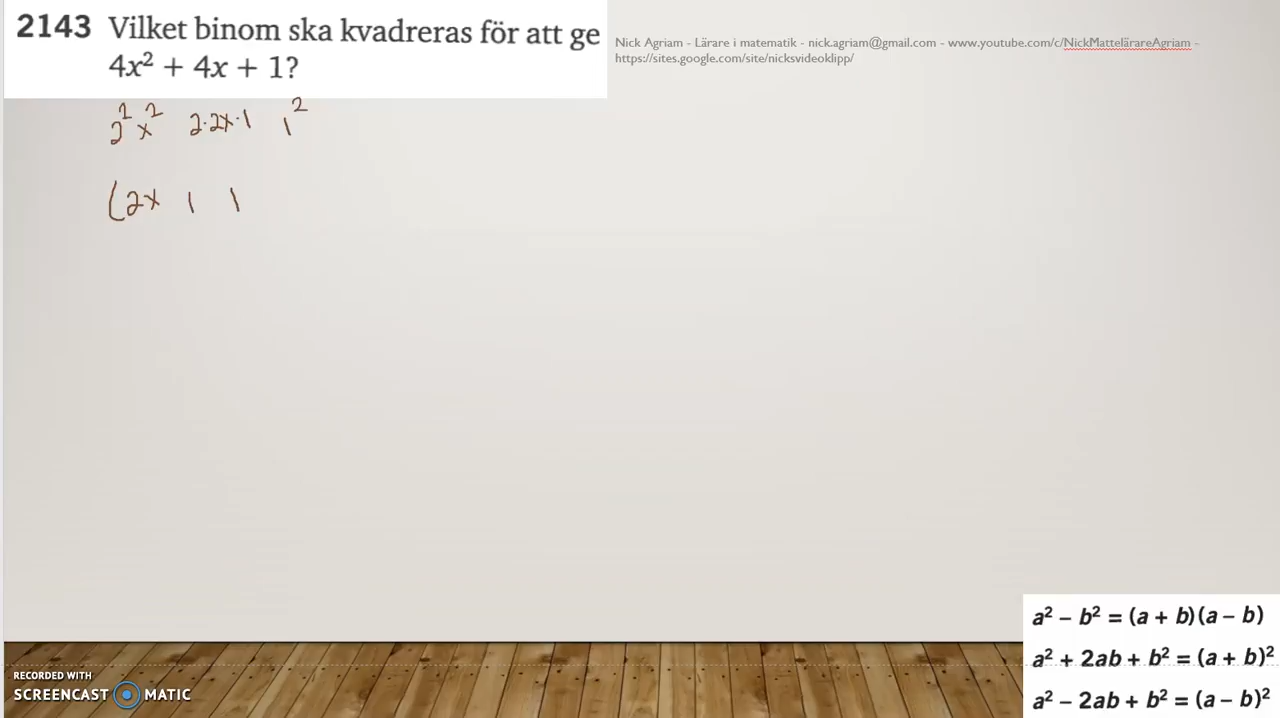 2143 Vilket binom ska kvadreras för att ge
4x² + 4x + 1?
Nick Agriam - Lärare i matematik - nick.agriam@gmail.com - www.youtube.com/c/NickMattelärareAgriam -
https://sites.google.com/site/nicksvideoklipp/
2² x² 2·2x·1 1²
(2x 1 1
a² – b² = (a + b)(a – b)
a² + 2ab + b² = (a + b)²
a² – 2ab + b² = (a – b)²
RECORDED WITH
SCREENCAST MATIC